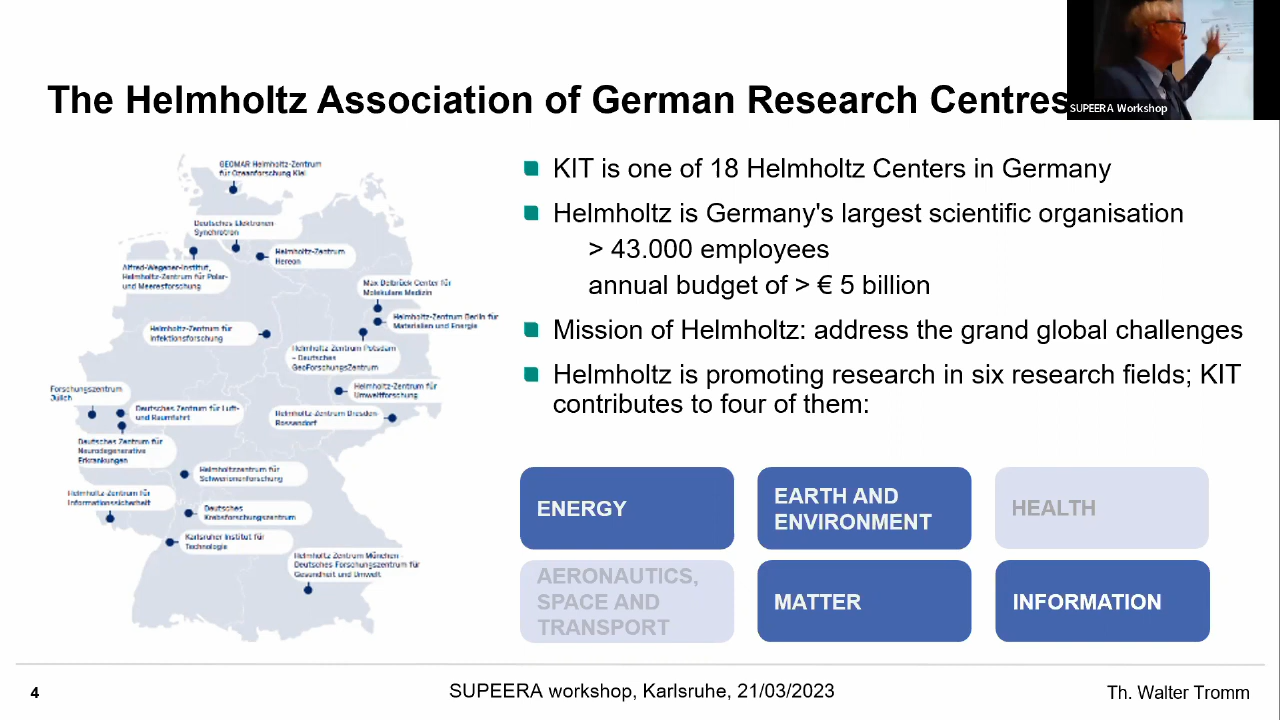 The Helmholtz Association of German Research Centres
SUPEERA Workshop
GEOMAR Helmholtz-Zentrum
für Ozeanforschung Kiel
Deutsches Elektronen
Synchrotron
Helmholtz-Zentrum
Hereon
Alfred-Wegener-Institut,
Helmholtz-Zentrum für Polar-
und Meeresforschung
Max Delbrück Center für
Molekulare Medizin
Helmholtz-Zentrum Berlin für
Materialien und Energie
Helmholtz-Zentrum für
Infektionsforschung
Helmholtz Zentrum Potsdam
– Deutsches
GeoForschungsZentrum
Forschungszentrum
Jülich
Helmholtz-Zentrum für
Umweltforschung
Deutsches Zentrum für Luft-
und Raumfahrt
Helmholtz-Zentrum Dresden-
Rossendorf
Deutsches Zentrum für
Neurodegenerative
Erkrankungen
Helmholtzzentrum für
Schwerionenforschung
Helmholtz-Zentrum für
Informationssicherheit
Deutsches
Krebsforschungszentrum
Karlsruher Institut für
Technologie
Helmholtz Zentrum München -
Deutsches Forschungszentrum für
Gesundheit und Umwelt
KIT is one of 18 Helmholtz Centers in Germany
Helmholtz is Germany's largest scientific organisation
> 43.000 employees
annual budget of > € 5 billion
Mission of Helmholtz: address the grand global challenges
Helmholtz is promoting research in six research fields; KIT
contributes to four of them:
ENERGY
EARTH AND
ENVIRONMENT
HEALTH
AERONAUTICS,
SPACE AND
TRANSPORT
MATTER
INFORMATION
4
SUPEERA workshop, Karlsruhe, 21/03/2023
Th. Walter Tromm